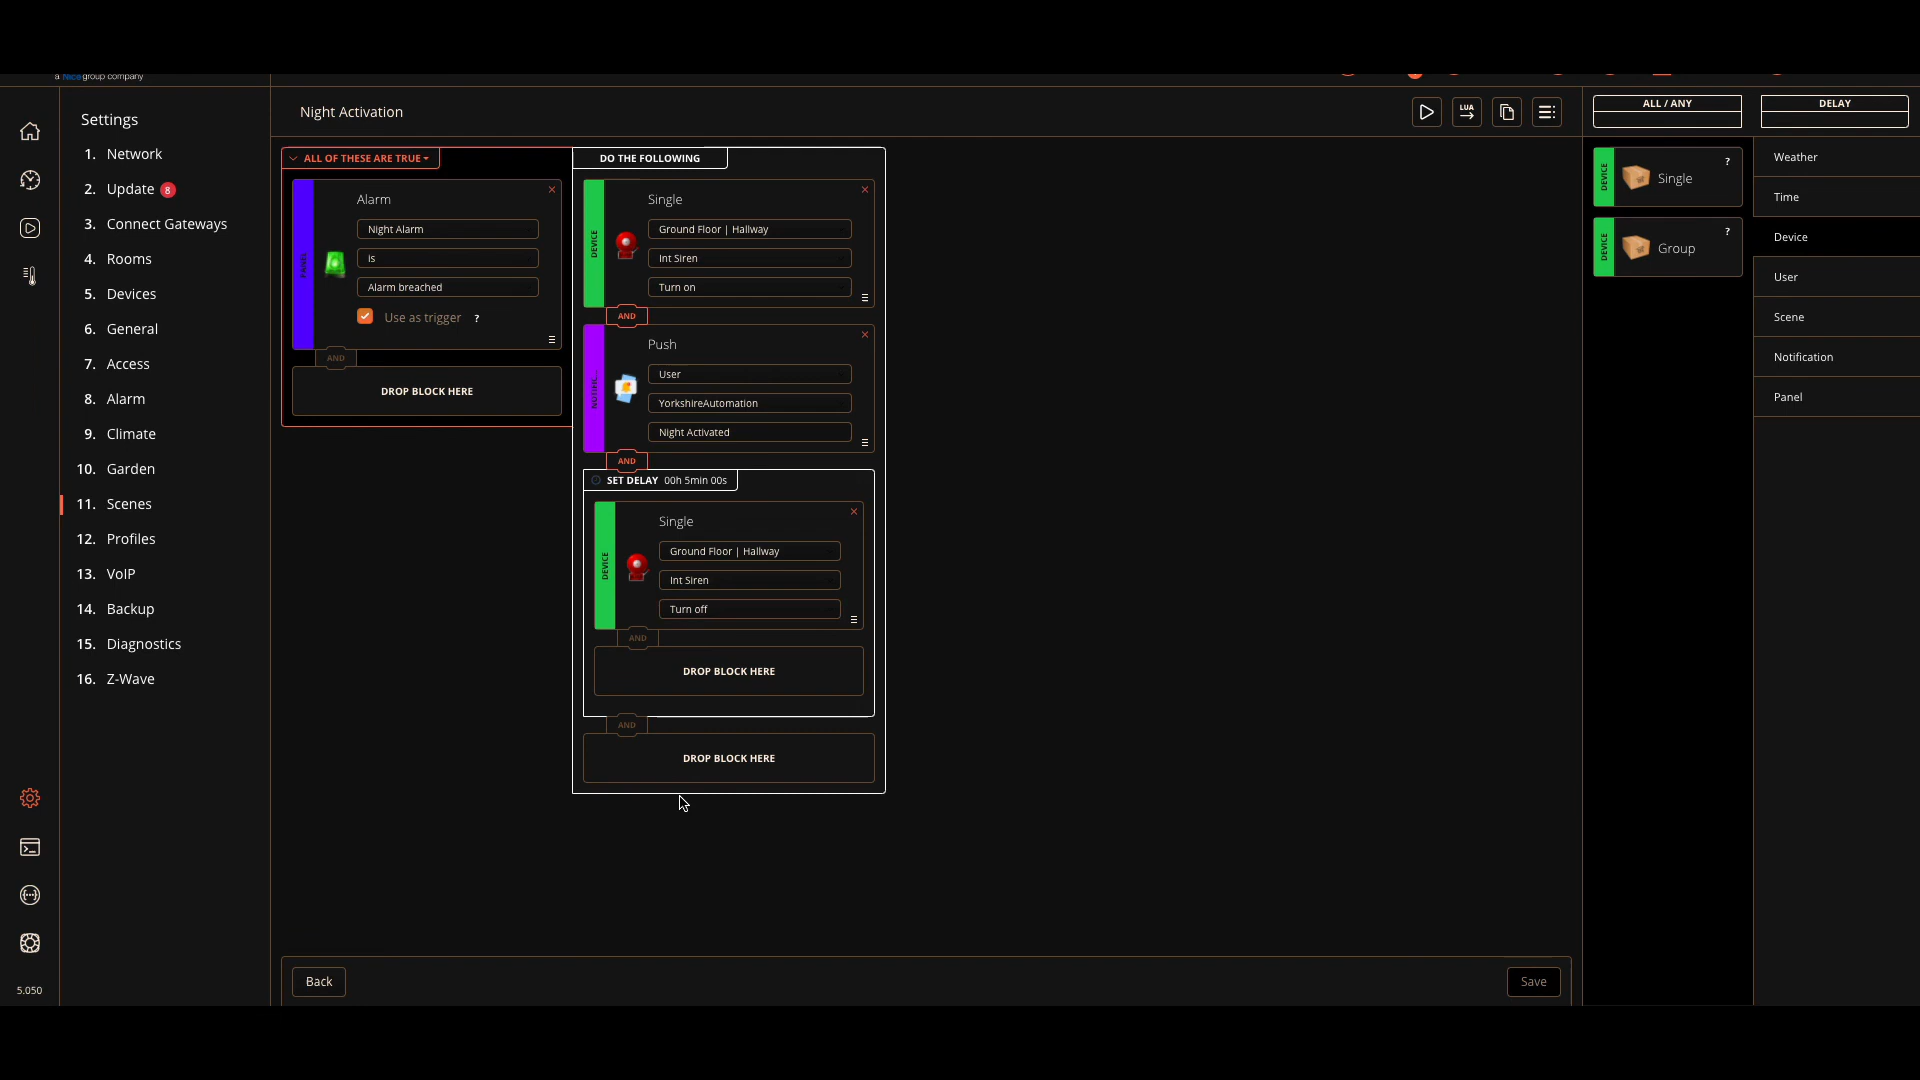 a Nice group company
Settings
1. Network
2. Update 8
3. Connect Gateways
4. Rooms
5. Devices
6. General
7. Access
8. Alarm
9. Climate
10. Garden
11. Scenes
12. Profiles
13. VoIP
14. Backup
15. Diagnostics
16. Z-Wave
5.050
Night Activation
LUA
ALL OF THESE ARE TRUE
PANEL
Alarm
Night Alarm
is
Alarm breached
Use as trigger ?
AND
DROP BLOCK HERE
DO THE FOLLOWING
DEVICE
Single
Ground Floor | Hallway
Int Siren
Turn on
AND
NOTIFIC...
Push
User
YorkshireAutomation
Night Activated
AND
SET DELAY 00h 5min 00s
DEVICE
Single
Ground Floor | Hallway
Int Siren
Turn off
AND
DROP BLOCK HERE
AND
DROP BLOCK HERE
Back
Save
ALL / ANY
DELAY
DEVICE
Single
?
DEVICE
Group
?
Weather
Time
Device
User
Scene
Notification
Panel